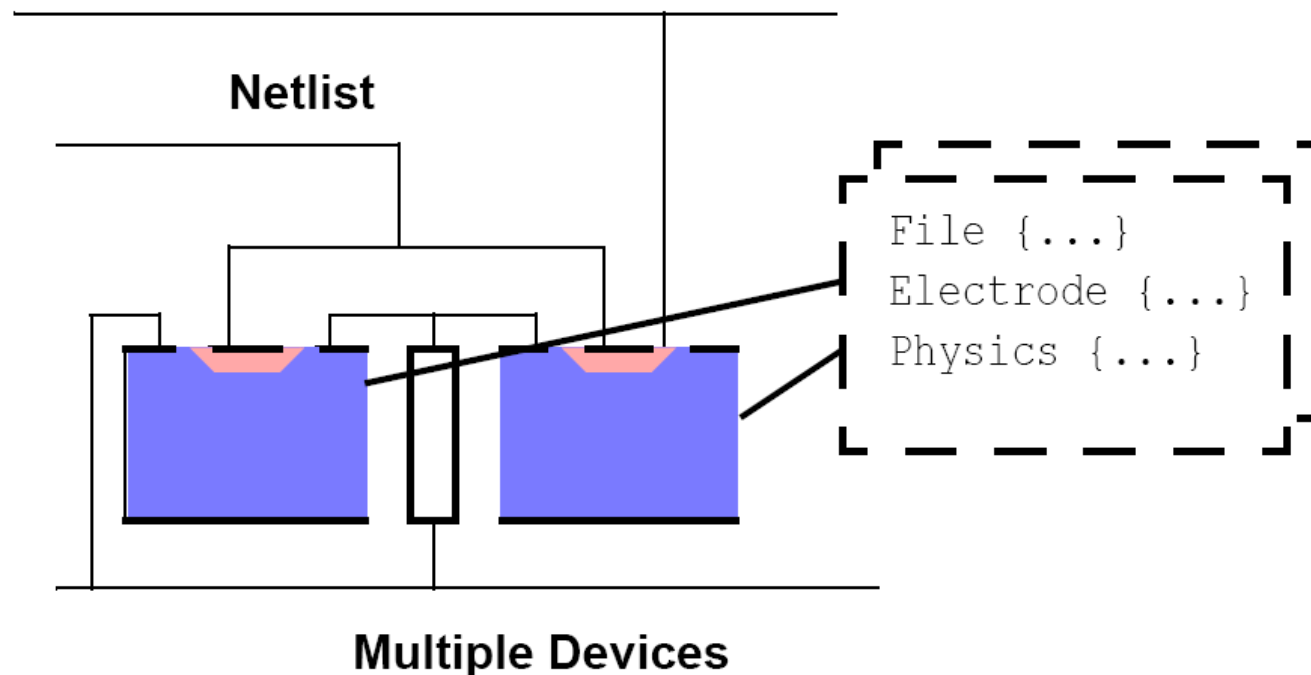 Netlist
File {...}
Electrode {...}
Physics {...}
Multiple Devices